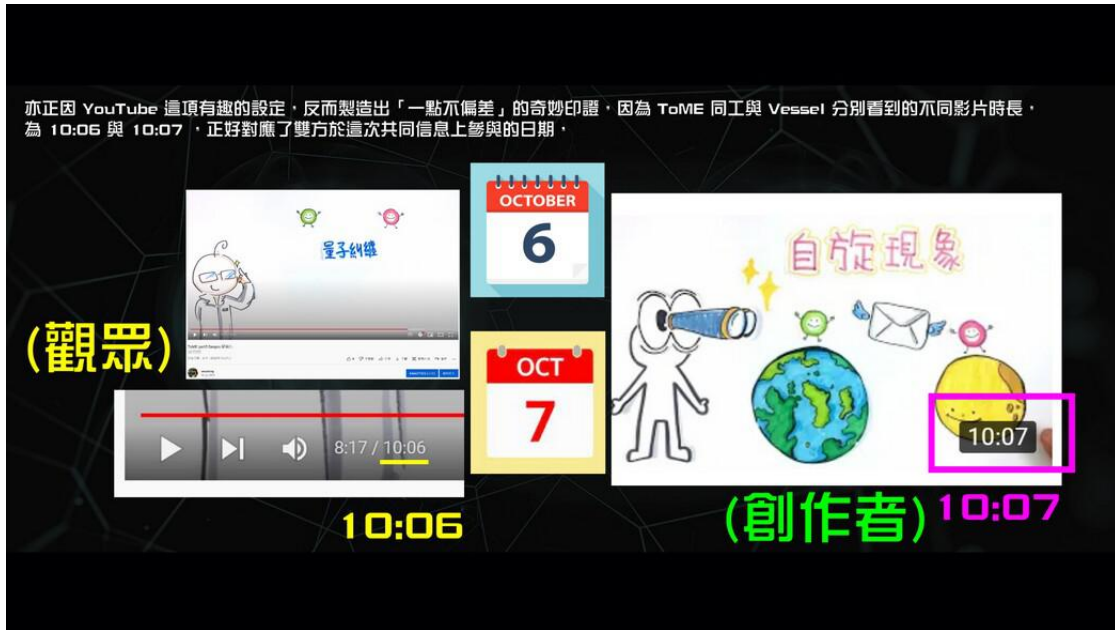 亦正因 YouTube 這項有趣的設定，反而製造出「一點不偏差」的奇妙印證，因為 ToME 同工與 Vessel 分別看到的不同影片時長，
為 10:06 與 10:07 ，正好對應了雙方於這次共同信息上參與的日期，
量子糾纏
OCTOBER
6
自旋現象
(觀眾)
OCT
7
8:17 / 10:06
10:07
10:06
(創作者)
10:07